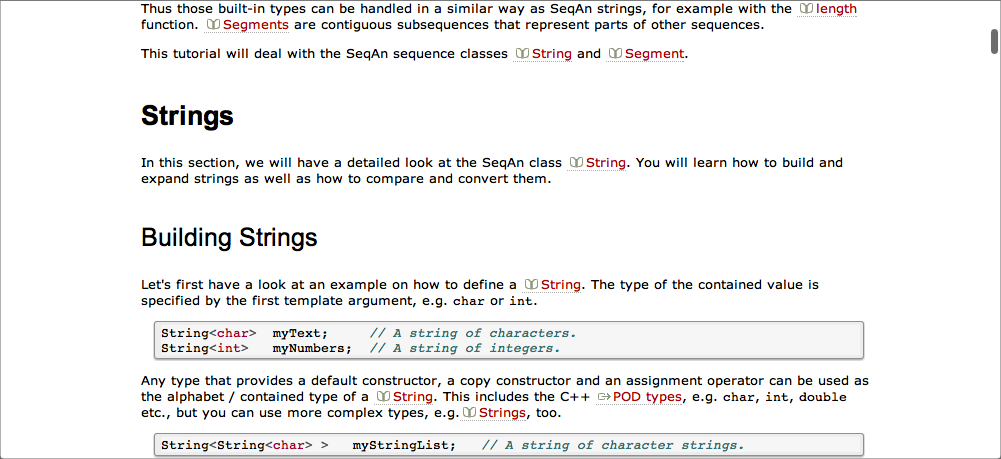 Thus those built-in types can be handled in a similar way as SeqAn strings, for example with the length
function. Segments are contiguous subsequences that represent parts of other sequences.
This tutorial will deal with the SeqAn sequence classes String and Segment.
Strings
In this section, we will have a detailed look at the SeqAn class String. You will learn how to build and
expand strings as well as how to compare and convert them.
Building Strings
Let's first have a look at an example on how to define a String. The type of the contained value is
specified by the first template argument, e.g. char or int.
String<char>  myText;     // A string of characters.
String<int>   myNumbers;  // A string of integers.
Any type that provides a default constructor, a copy constructor and an assignment operator can be used as
the alphabet / contained type of a String. This includes the C++ POD types, e.g. char, int, double
etc., but you can use more complex types, e.g. Strings, too.
String<String<char> >   myStringList;   // A string of character strings.